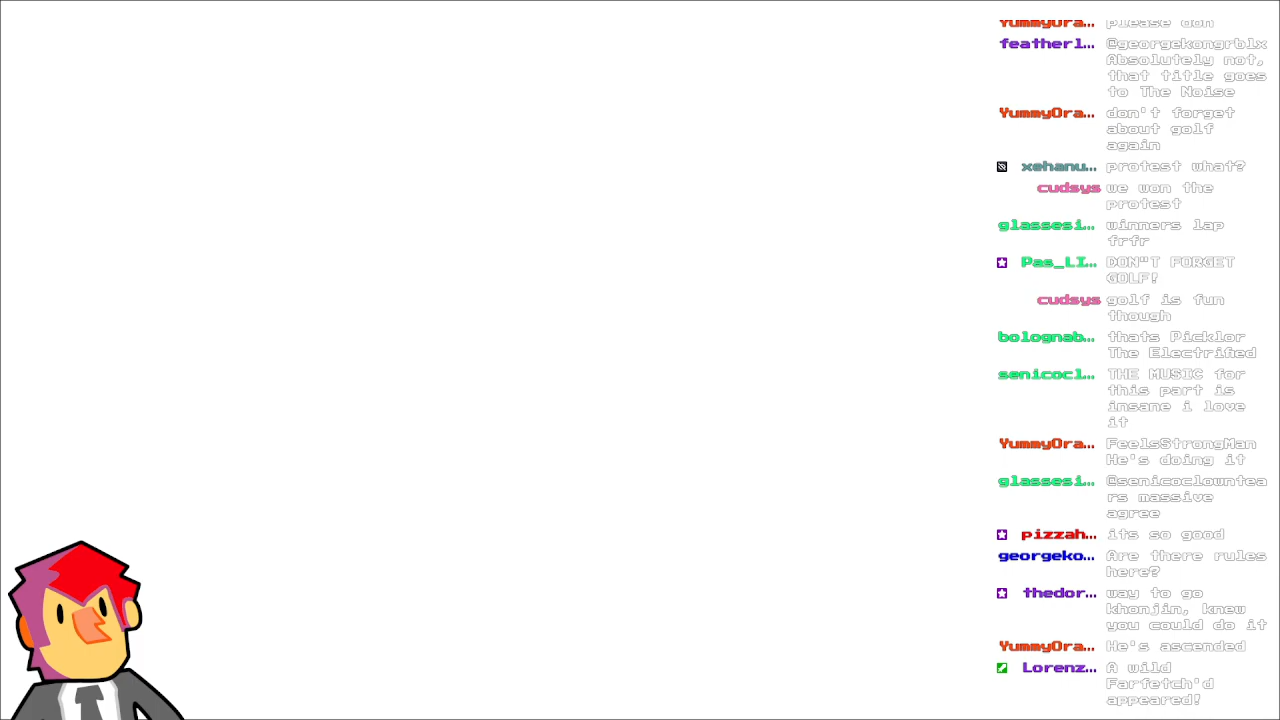 YummyOra... please don
featherl... @georgekongrblx
Absolutely not,
that title goes
to The Noise
YummyOra... don't forget
about golf
again
xehanu... protest what?
cudsys we won the
protest
glassesi... winners lap
frfr
Pas_LI... DON"T FORGET
GOLF!
cudsys golf is fun
though
bolognab... thats Picklor
The Electrified
senicocl... THE MUSIC for
this part is
insane i love
it
YummyOra... FeelsStrongMan
He's doing it
glassesi... @senicoclowntea
rs massive
agree
pizzah... its so good
georgeko... Are there rules
here?
thedor... way to go
khonjin, knew
you could do it
YummyOra... He's ascended
Lorenz... A wild
Farfetch'd
appeared!